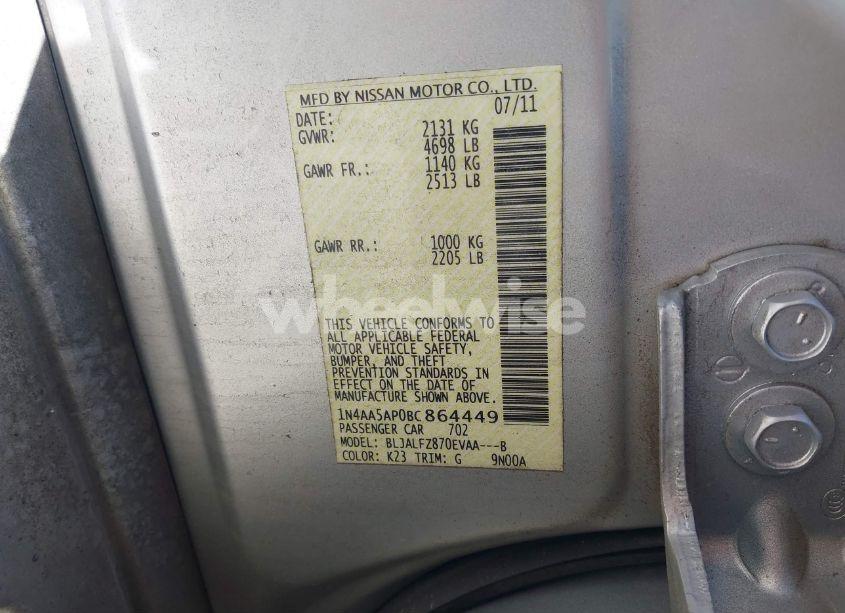 MFD BY NISSAN MOTOR CO., LTD.
DATE: 07/11
GVWR: 2131 KG
4698 LB
GAWR FR.: 1140 KG
2513 LB
GAWR RR.: 1000 KG
2205 LB
wheelwise
THIS VEHICLE CONFORMS TO
ALL APPLICABLE FEDERAL
MOTOR VEHICLE SAFETY,
BUMPER, AND THEFT
PREVENTION STANDARDS IN
EFFECT ON THE DATE OF
MANUFACTURE SHOWN ABOVE.
1N4AA5AP0BC864449
PASSENGER CAR 702
MODEL: BLJALFZ870EVAA---B
COLOR: K23 TRIM: G 9N00A